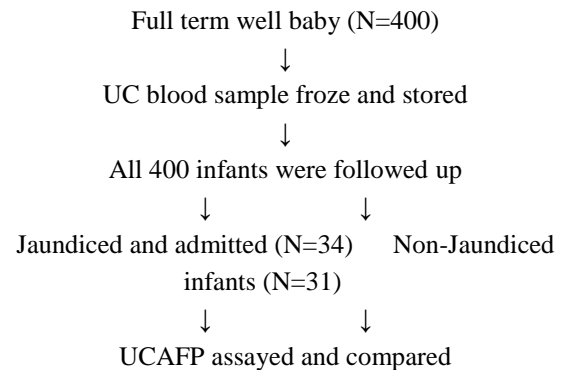 Full term well baby (N=400)
↓
UC blood sample froze and stored
↓
All 400 infants were followed up
↓ ↓
Jaundiced and admitted (N=34) Non-Jaundiced
infants (N=31)
↓ ↓
UCAFP assayed and compared